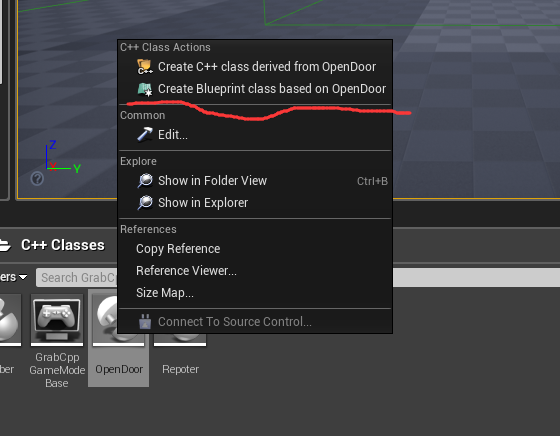 C++ Class Actions
C++
Create C++ class derived from OpenDoor
Create Blueprint class based on OpenDoor
Common
Edit...
Explore
Show in Folder View Ctrl+B
Show in Explorer
References
Copy Reference
Reference Viewer...
Size Map...
Connect To Source Control...
Z
Y
?
C++ Classes
ers Search GrabC
ber
GrabCpp
GameMode
Base
OpenDoor
Repoter